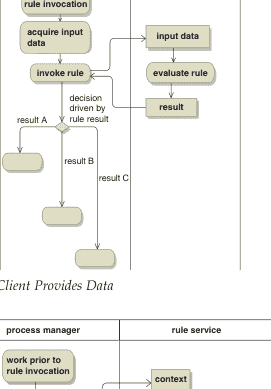 rule invocation
acquire input
data
input data
invoke rule
evaluate rule
decision
driven by
rule result
result
result A
result B
result C
Client Provides Data
process manager
rule service
work prior to
rule invocation
context